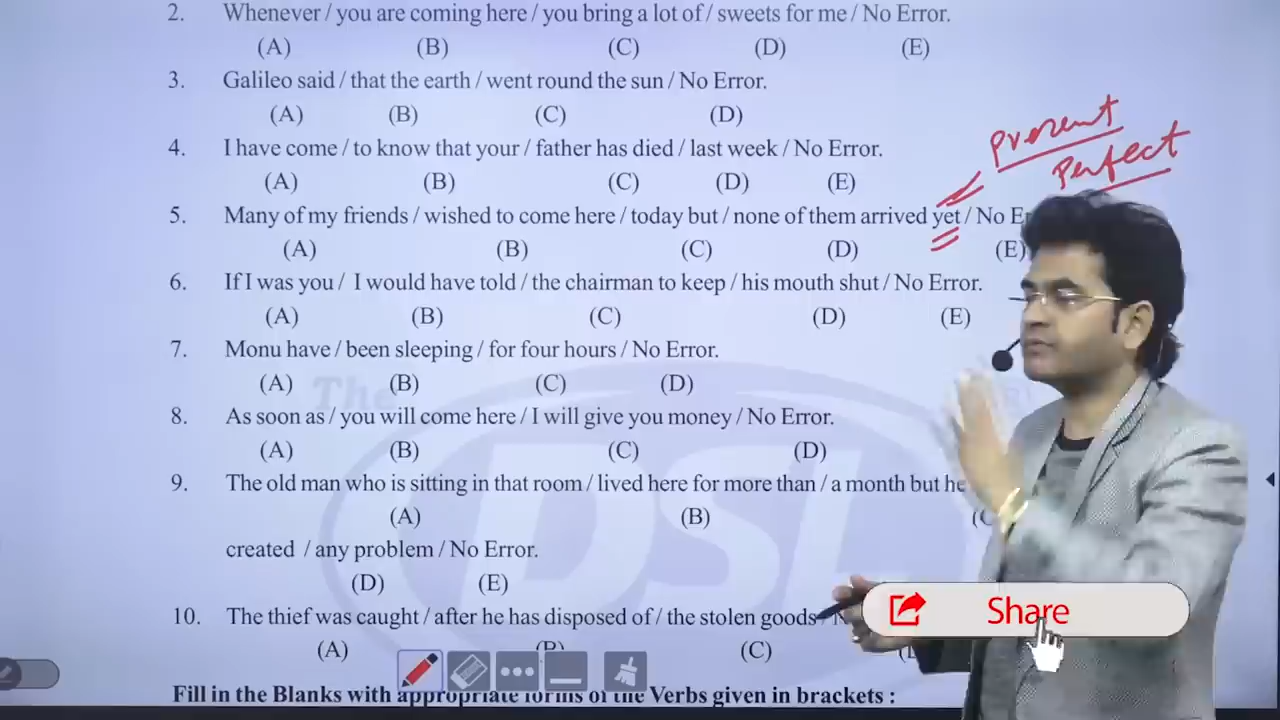 2. Whenever / you are coming here / you bring a lot of / sweets for me / No Error.
(A) (B) (C) (D) (E)
3. Galileo said / that the earth / went round the sun / No Error.
(A) (B) (C) (D)
4. I have come / to know that your / father has died / last week / No Error.
(A) (B) (C) (D) (E)
present
perfect
5. Many of my friends / wished to come here / today but / none of them arrived yet / No
(A) (B) (C) (D) (E)
6. If I was you / I would have told / the chairman to keep / his mouth shut / No Error.
(A) (B) (C) (D) (E)
7. Monu have / been sleeping / for four hours / No Error.
(A) (B) (C) (D)
The
8. As soon as / you will come here / I will give you money / No Error.
(A) (B) (C) (D)
9. The old man who is sitting in that room / lived here for more than / a month but he
(A) (B)
created / any problem / No Error.
(D) (E)
DSL
10. The thief was caught / after he has disposed of / the stolen goods
Share
(A) (B) (C)
Fill in the Blanks with appropriate forms of the Verbs given in brackets :